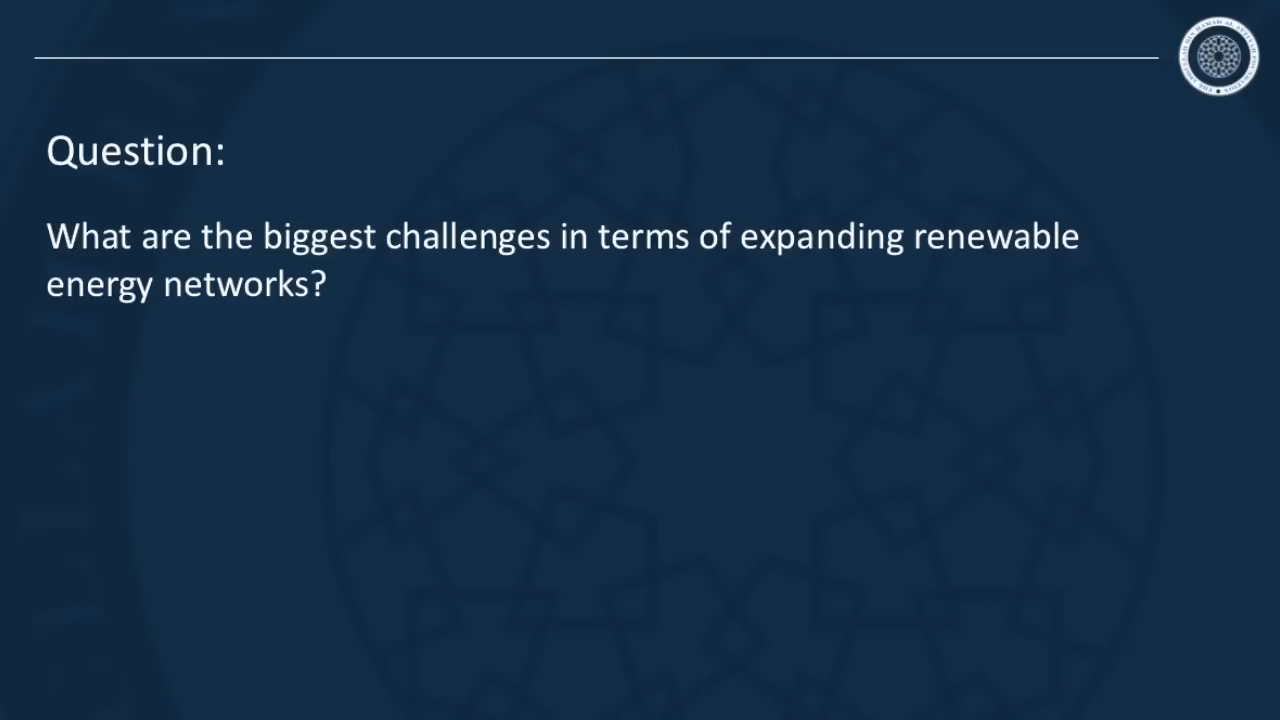 Question:
What are the biggest challenges in terms of expanding renewable
energy networks?